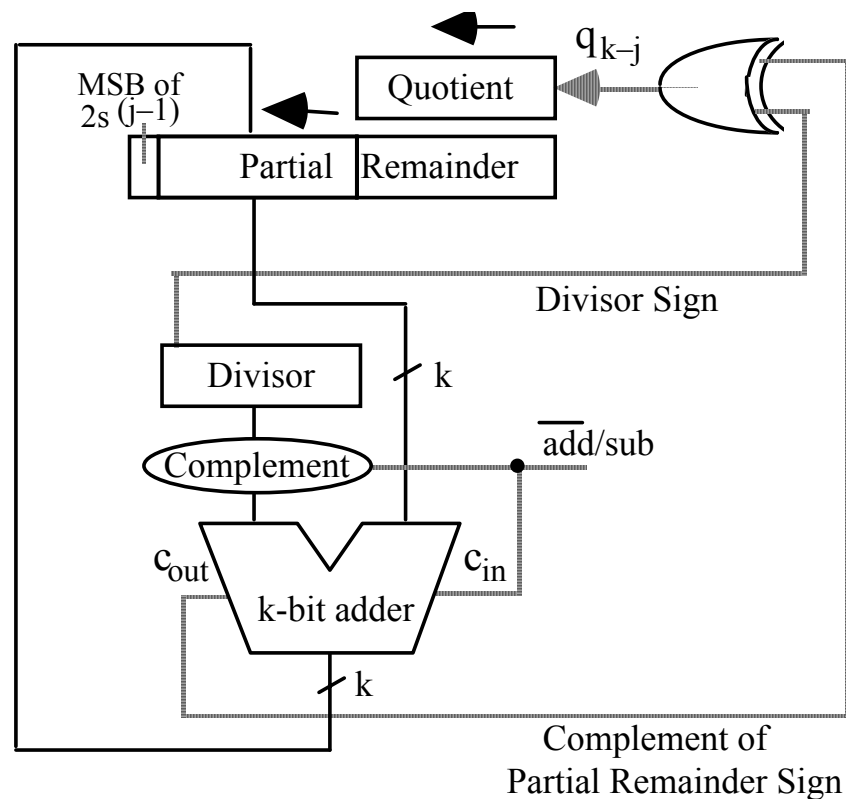 q k–j
MSB of
2s (j–1)
Quotient
Partial Remainder
Divisor Sign
Divisor
k
add/sub
Complement
c out
c in
k-bit adder
k
Complement of
Partial Remainder Sign